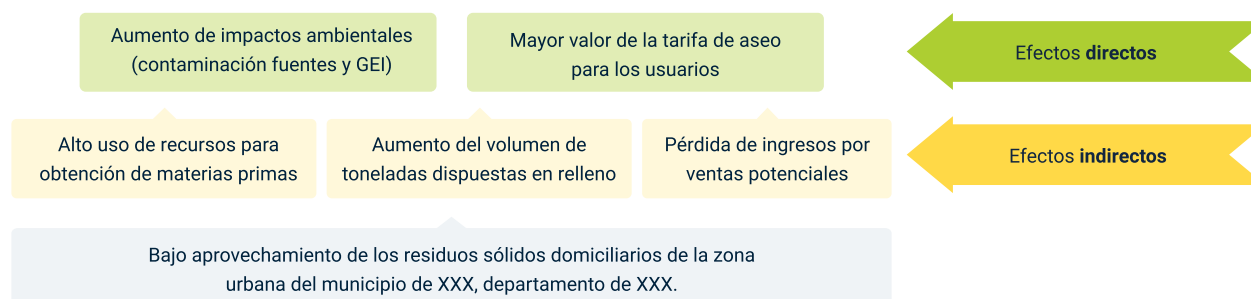 Aumento de impactos ambientales
(contaminación fuentes y GEI)
Mayor valor de la tarifa de aseo
para los usuarios
Efectos directos
Alto uso de recursos para
obtención de materias primas
Aumento del volumen de
toneladas dispuestas en relleno
Pérdida de ingresos por
ventas potenciales
Efectos indirectos
Bajo aprovechamiento de los residuos sólidos domiciliarios de la zona
urbana del municipio de XXX, departamento de XXX.